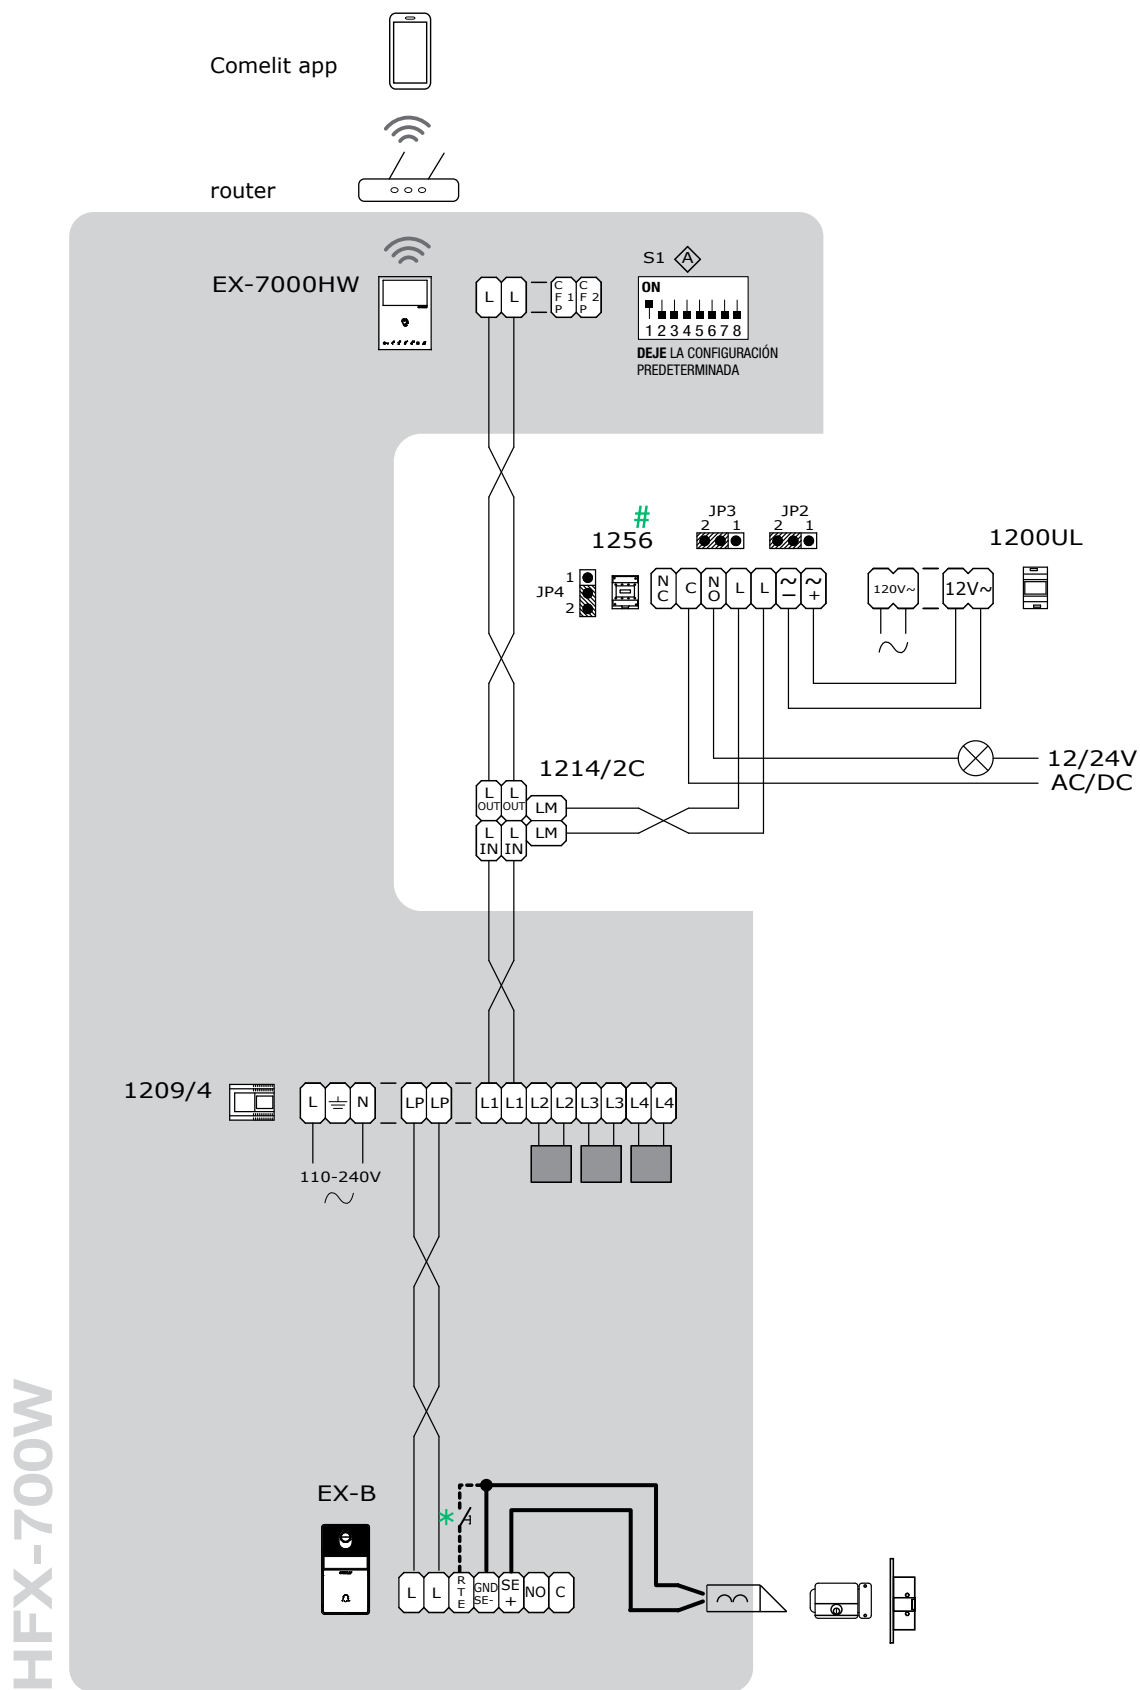 Comelit app
router
EX-7000HW
L L CFP 1 CFP 2
S1 A
ON
1 2 3 4 5 6 7 8
DEJE LA CONFIGURACIÓN
PREDETERMINADA
#
1256
JP3
2 1
JP2
2 1
1200UL
JP4
1
2
NC C NO L L ~- ~+
120V~ 12V~
12/24V
AC/DC
1214/2C
L OUT L OUT LM
L IN L IN LM
1209/4
L N LP LP L1 L1 L2 L2 L3 L3 L4 L4
110-240V
HFX-700W
EX-B
*
L L RTE GND SE- SE+ NO C